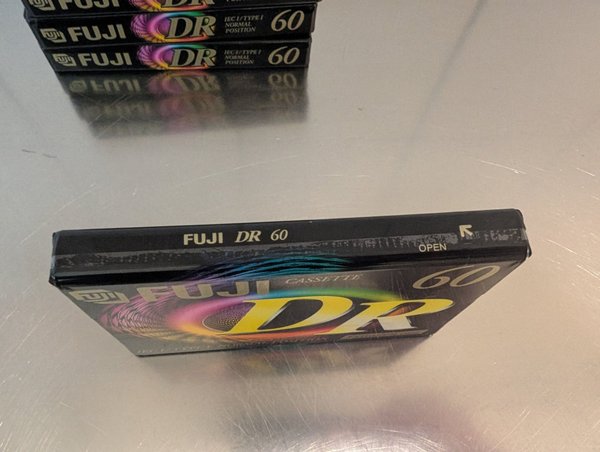 FUJI DR IEC I / TYPE I NORMAL POSITION 60
FUJI DR IEC I / TYPE I NORMAL POSITION 60
FUJI DR 60
OPEN
FUJI FUJI CASSETTE 60
DR